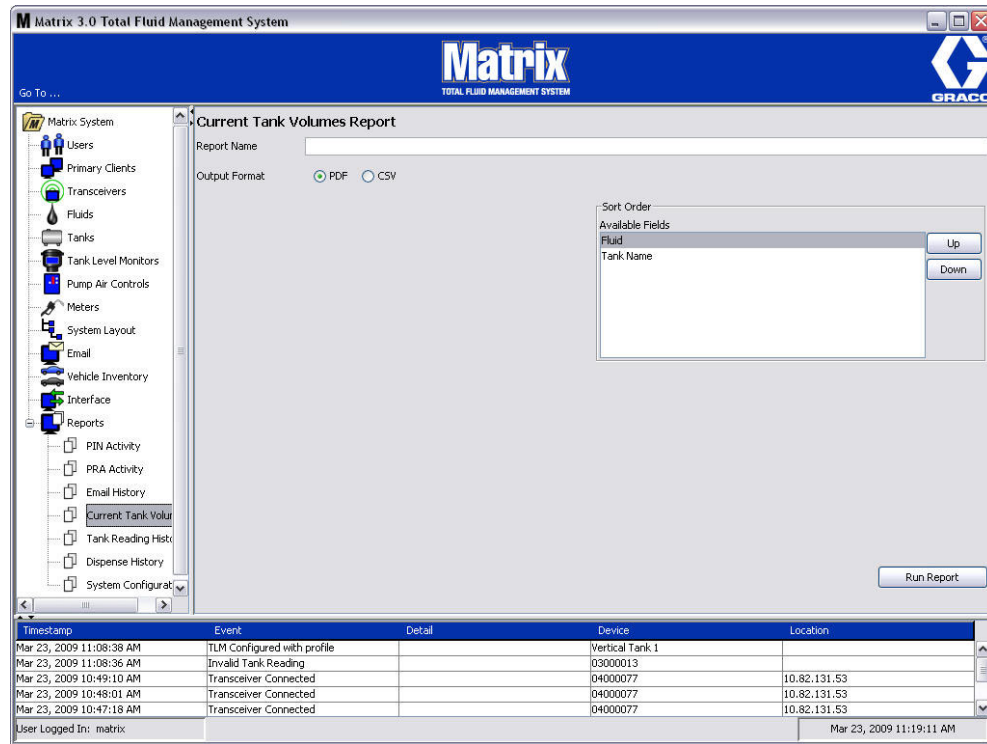 Matrix 3.0 Total Fluid Management System
Matrix
TOTAL FLUID MANAGEMENT SYSTEM
GRACO
Go To ...
Matrix System
Users
Primary Clients
Transceivers
Fluids
Tanks
Tank Level Monitors
Pump Air Controls
Meters
System Layout
Email
Vehicle Inventory
Interface
Reports
PIN Activity
PRA Activity
Email History
Current Tank Volu
Tank Reading Histo
Dispense History
System Configurat
Current Tank Volumes Report
Report Name
Output Format PDF CSV
Sort Order
Available Fields
Fluid
Tank Name
Up
Down
Run Report
Timestamp Event Detail Device Location
Mar 23, 2009 11:08:38 AM TLM Configured with profile Vertical Tank 1
Mar 23, 2009 11:08:36 AM Invalid Tank Reading 03000013
Mar 23, 2009 10:49:10 AM Transceiver Connected 04000077 10.82.131.53
Mar 23, 2009 10:48:01 AM Transceiver Connected 04000077 10.82.131.53
Mar 23, 2009 10:47:18 AM Transceiver Connected 04000077 10.82.131.53
User Logged In: matrix Mar 23, 2009 11:19:11 AM